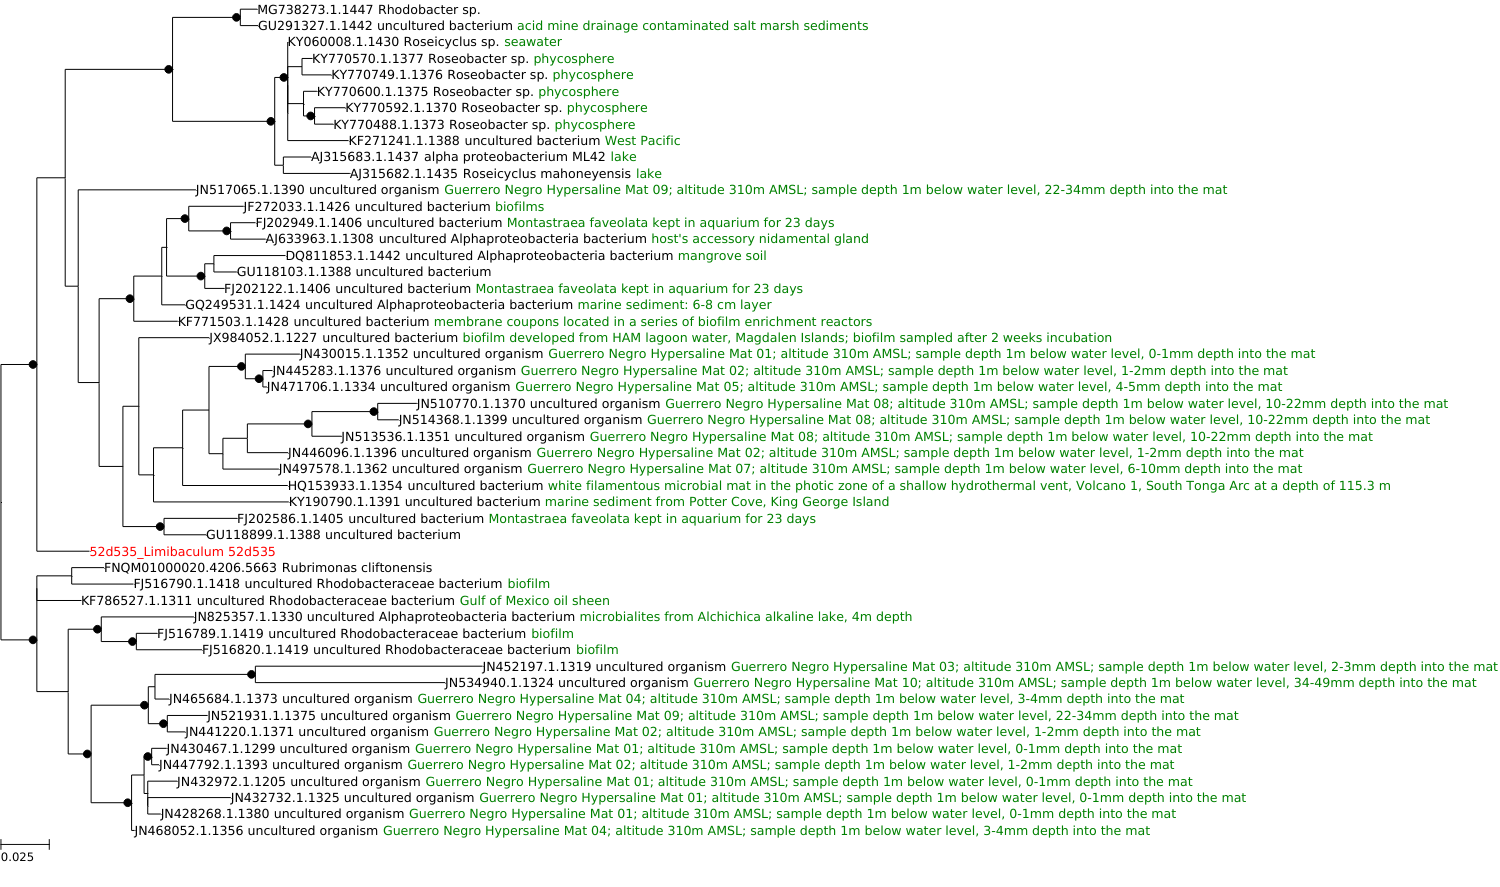 MG738273.1.1447 Rhodobacter sp.
GU291327.1.1442 uncultured bacterium acid mine drainage contaminated salt marsh sediments
KY060008.1.1430 Roseicyclus sp. seawater
KY770570.1.1377 Roseobacter sp. phycosphere
KY770749.1.1376 Roseobacter sp. phycosphere
KY770600.1.1375 Roseobacter sp. phycosphere
KY770592.1.1370 Roseobacter sp. phycosphere
KY770488.1.1373 Roseobacter sp. phycosphere
KF271241.1.1388 uncultured bacterium West Pacific
AJ315683.1.1437 alpha proteobacterium ML42 lake
AJ315682.1.1435 Roseicyclus mahoneyensis lake
JN517065.1.1390 uncultured organism Guerrero Negro Hypersaline Mat 09; altitude 310m AMSL; sample depth 1m below water level, 22-34mm depth into the mat
JF272033.1.1426 uncultured bacterium biofilms
FJ202949.1.1406 uncultured bacterium Montastraea faveolata kept in aquarium for 23 days
AJ633963.1.1308 uncultured Alphaproteobacteria bacterium host's accessory nidamental gland
DQ811853.1.1442 uncultured Alphaproteobacteria bacterium mangrove soil
GU118103.1.1388 uncultured bacterium
FJ202122.1.1406 uncultured bacterium Montastraea faveolata kept in aquarium for 23 days
GQ249531.1.1424 uncultured Alphaproteobacteria bacterium marine sediment: 6-8 cm layer
KF771503.1.1428 uncultured bacterium membrane coupons located in a series of biofilm enrichment reactors
JX984052.1.1227 uncultured bacterium biofilm developed from HAM lagoon water, Magdalen Islands; biofilm sampled after 2 weeks incubation
JN430015.1.1352 uncultured organism Guerrero Negro Hypersaline Mat 01; altitude 310m AMSL; sample depth 1m below water level, 0-1mm depth into the mat
JN445283.1.1376 uncultured organism Guerrero Negro Hypersaline Mat 02; altitude 310m AMSL; sample depth 1m below water level, 1-2mm depth into the mat
JN471706.1.1334 uncultured organism Guerrero Negro Hypersaline Mat 05; altitude 310m AMSL; sample depth 1m below water level, 4-5mm depth into the mat
JN510770.1.1370 uncultured organism Guerrero Negro Hypersaline Mat 08; altitude 310m AMSL; sample depth 1m below water level, 10-22mm depth into the mat
JN514368.1.1399 uncultured organism Guerrero Negro Hypersaline Mat 08; altitude 310m AMSL; sample depth 1m below water level, 10-22mm depth into the mat
JN513536.1.1351 uncultured organism Guerrero Negro Hypersaline Mat 08; altitude 310m AMSL; sample depth 1m below water level, 10-22mm depth into the mat
JN446096.1.1396 uncultured organism Guerrero Negro Hypersaline Mat 02; altitude 310m AMSL; sample depth 1m below water level, 1-2mm depth into the mat
JN497578.1.1362 uncultured organism Guerrero Negro Hypersaline Mat 07; altitude 310m AMSL; sample depth 1m below water level, 6-10mm depth into the mat
HQ153933.1.1354 uncultured bacterium white filamentous microbial mat in the photic zone of a shallow hydrothermal vent, Volcano 1, South Tonga Arc at a depth of 115.3 m
KY190790.1.1391 uncultured bacterium marine sediment from Potter Cove, King George Island
FJ202586.1.1405 uncultured bacterium Montastraea faveolata kept in aquarium for 23 days
GU118899.1.1388 uncultured bacterium
52d535_Limibaculum 52d535
FNQM01000020.4206.5663 Rubrimonas cliftonensis
FJ516790.1.1418 uncultured Rhodobacteraceae bacterium biofilm
KF786527.1.1311 uncultured Rhodobacteraceae bacterium Gulf of Mexico oil sheen
JN825357.1.1330 uncultured Alphaproteobacteria bacterium microbialites from Alchichica alkaline lake, 4m depth
FJ516789.1.1419 uncultured Rhodobacteraceae bacterium biofilm
FJ516820.1.1419 uncultured Rhodobacteraceae bacterium biofilm
JN452197.1.1319 uncultured organism Guerrero Negro Hypersaline Mat 03; altitude 310m AMSL; sample depth 1m below water level, 2-3mm depth into the mat
JN534940.1.1324 uncultured organism Guerrero Negro Hypersaline Mat 10; altitude 310m AMSL; sample depth 1m below water level, 34-49mm depth into the mat
JN465684.1.1373 uncultured organism Guerrero Negro Hypersaline Mat 04; altitude 310m AMSL; sample depth 1m below water level, 3-4mm depth into the mat
JN521931.1.1375 uncultured organism Guerrero Negro Hypersaline Mat 09; altitude 310m AMSL; sample depth 1m below water level, 22-34mm depth into the mat
JN441220.1.1371 uncultured organism Guerrero Negro Hypersaline Mat 02; altitude 310m AMSL; sample depth 1m below water level, 1-2mm depth into the mat
JN430467.1.1299 uncultured organism Guerrero Negro Hypersaline Mat 01; altitude 310m AMSL; sample depth 1m below water level, 0-1mm depth into the mat
JN447792.1.1393 uncultured organism Guerrero Negro Hypersaline Mat 02; altitude 310m AMSL; sample depth 1m below water level, 1-2mm depth into the mat
JN432972.1.1205 uncultured organism Guerrero Negro Hypersaline Mat 01; altitude 310m AMSL; sample depth 1m below water level, 0-1mm depth into the mat
JN432732.1.1325 uncultured organism Guerrero Negro Hypersaline Mat 01; altitude 310m AMSL; sample depth 1m below water level, 0-1mm depth into the mat
JN428268.1.1380 uncultured organism Guerrero Negro Hypersaline Mat 01; altitude 310m AMSL; sample depth 1m below water level, 0-1mm depth into the mat
JN468052.1.1356 uncultured organism Guerrero Negro Hypersaline Mat 04; altitude 310m AMSL; sample depth 1m below water level, 3-4mm depth into the mat
0.025